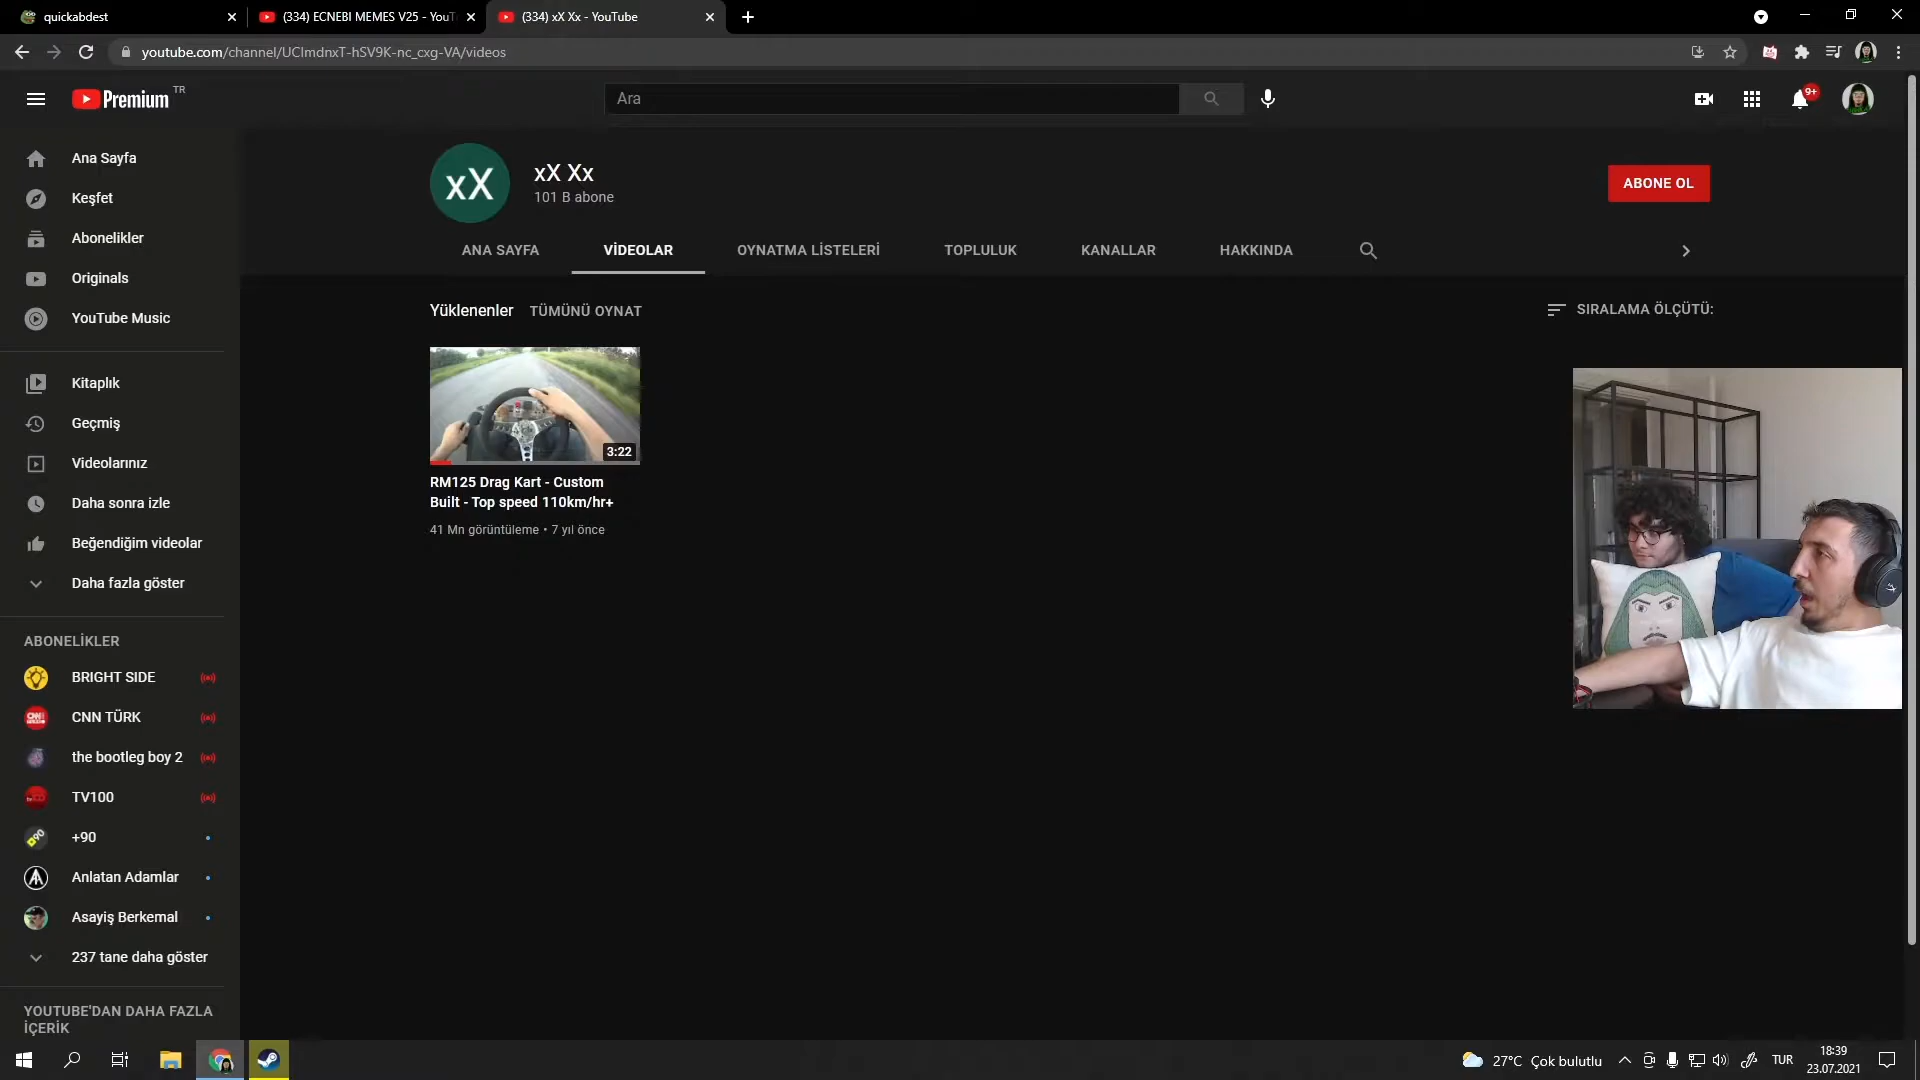 quickabdest
(334) ECNEBI MEMES V25 - YouT
(334) xX Xx - YouTube
youtube.com/channel/UClmdnxT-hSV9K-nc_cxg-VA/videos
Premium TR
Ara
9+
Ana Sayfa
Keşfet
Abonelikler
Originals
YouTube Music
Kitaplık
Geçmiş
Videolarınız
Daha sonra izle
Beğendiğim videolar
Daha fazla göster
ABONELİKLER
BRIGHT SIDE
CNN TÜRK
the bootleg boy 2
TV100
+90
Anlatan Adamlar
Asayiş Berkemal
237 tane daha göster
YOUTUBE'DAN DAHA FAZLA
İÇERİK
xX
xX Xx
101 B abone
ABONE OL
ANA SAYFA
VİDEOLAR
OYNATMA LİSTELERİ
TOPLULUK
KANALLAR
HAKKINDA
Yüklenenler
TÜMÜNÜ OYNAT
SIRALAMA ÖLÇÜTÜ:
3:22
RM125 Drag Kart - Custom
Built - Top speed 110km/hr+
41 Mn görüntüleme • 7 yıl önce
27°C Çok bulutlu
TUR
18:39
23.07.2021